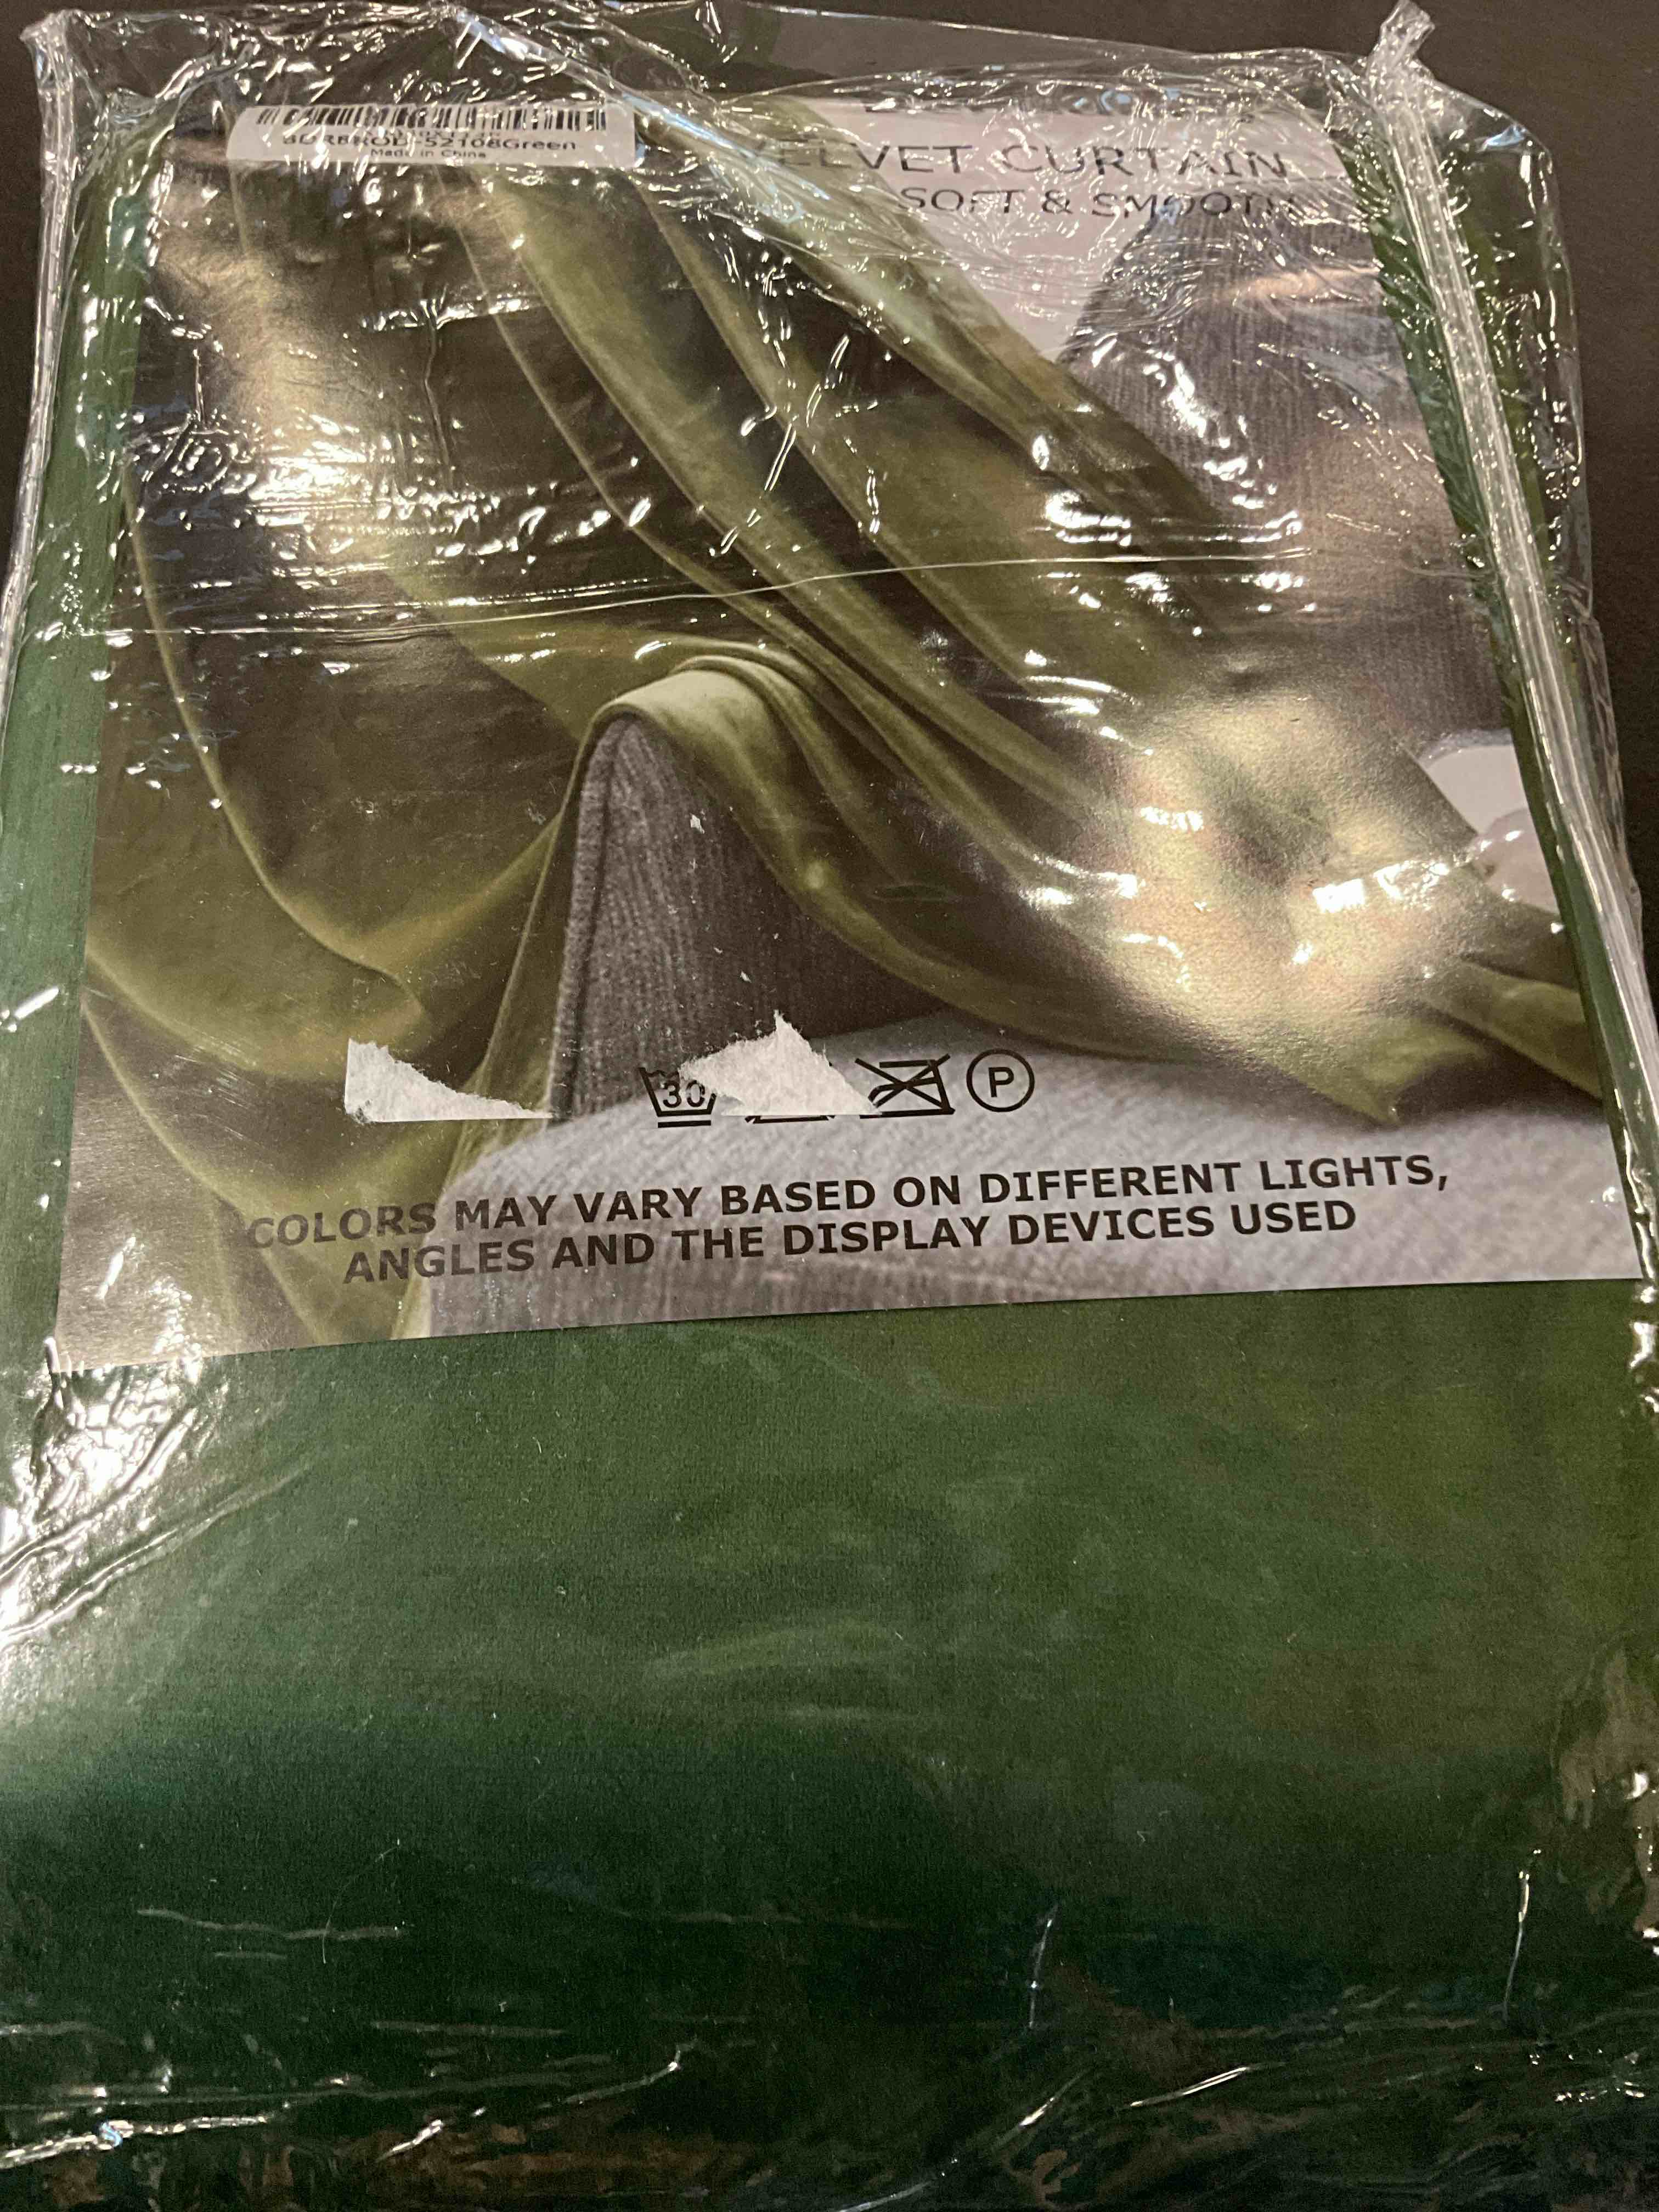 Made in China
VELVET CURTAIN
SOFT & SMOOTH
30
P
COLORS MAY VARY BASED ON DIFFERENT LIGHTS,
ANGLES AND THE DISPLAY DEVICES USED